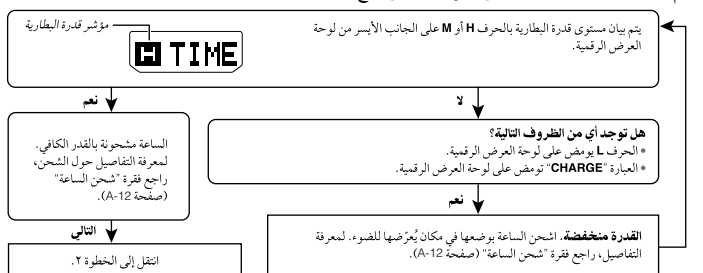 يتم بيان مستوى قدرة البطارية بالحرف H أو M على الجانب الأيسر من لوحة
العرض الرقمية.
مؤشر قدرة البطارية
H TIME
نعم
لا
الساعة مشحونة بالقدر الكافي.
لمعرفة التفاصيل حول الشحن،
راجع فقرة "شحن الساعة"
(صفحة A-12).
هل توجد أي من الظروف التالية؟
• الحرف L يومض على لوحة العرض الرقمية.
• العبارة "CHARGE" تومض على لوحة العرض الرقمية.
نعم
التالي
القدرة منخفضة. اشحن الساعة بوضعها في مكان يُعرّضها للضوء. لمعرفة
التفاصيل، راجع فقرة "شحن الساعة" (صفحة A-12).
انتقل إلى الخطوة ٢.